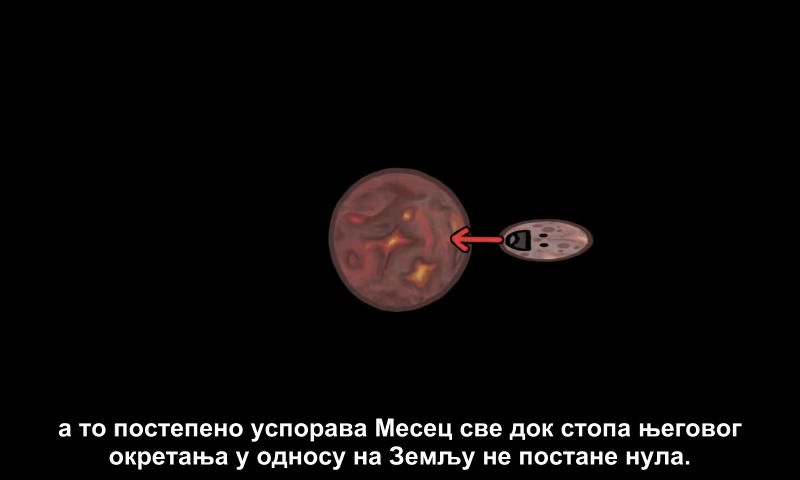 а то постепено успорава Месец све док стопа његовог
окретања у односу на Земљу не постане нула.